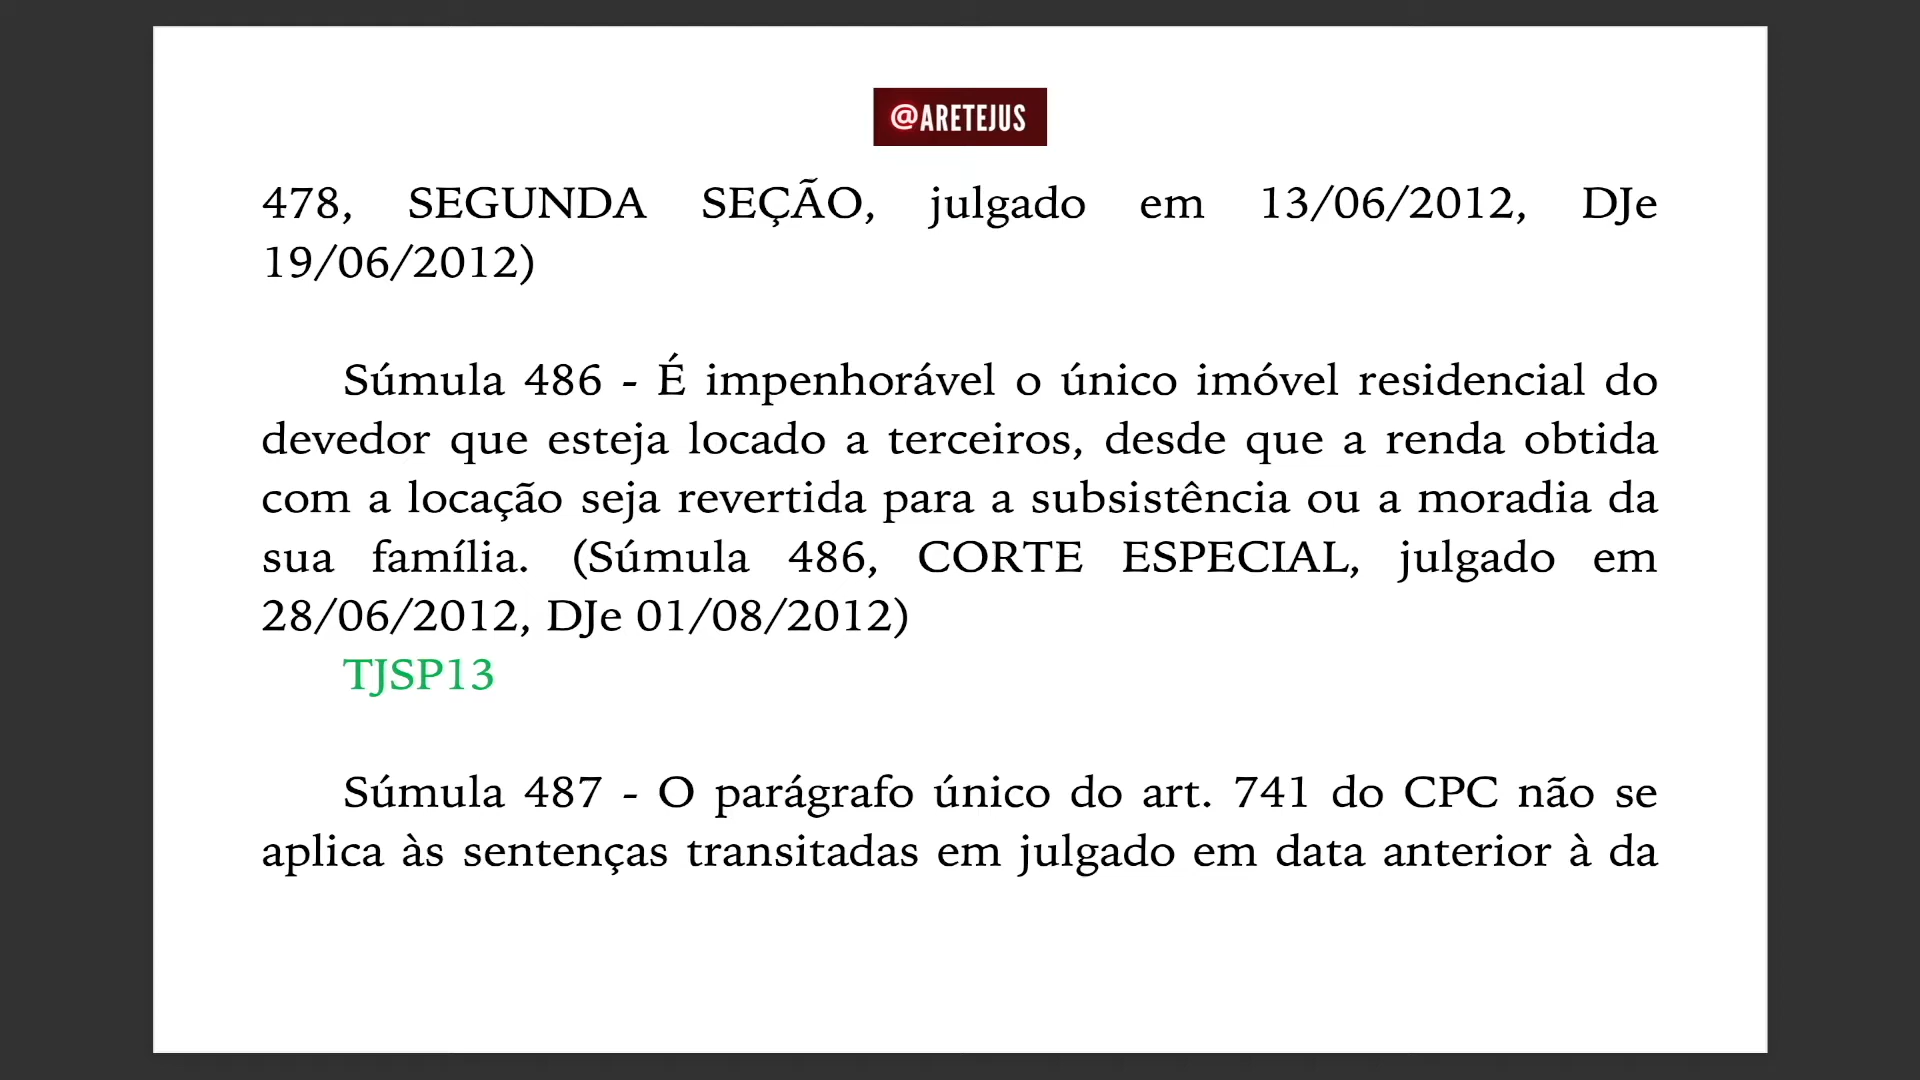 @ARETEJUS
478, SEGUNDA SEÇÃO, julgado em 13/06/2012, DJe
19/06/2012)
Súmula 486 - É impenhorável o único imóvel residencial do
devedor que esteja locado a terceiros, desde que a renda obtida
com a locação seja revertida para a subsistência ou a moradia da
sua família. (Súmula 486, CORTE ESPECIAL, julgado em
28/06/2012, DJe 01/08/2012)
TJSP13
Súmula 487 - O parágrafo único do art. 741 do CPC não se
aplica às sentenças transitadas em julgado em data anterior à da